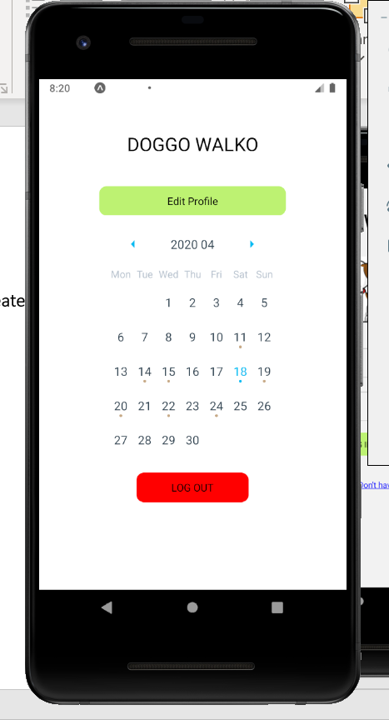 8:20
DOGGO WALKO
Edit Profile
2020 04
Mon Tue Wed Thu Fri Sat Sun
1 2 3 4 5
6 7 8 9 10 11 12
13 14 15 16 17 18 19
20 21 22 23 24 25 26
27 28 29 30
LOG OUT
eate
Don't hav